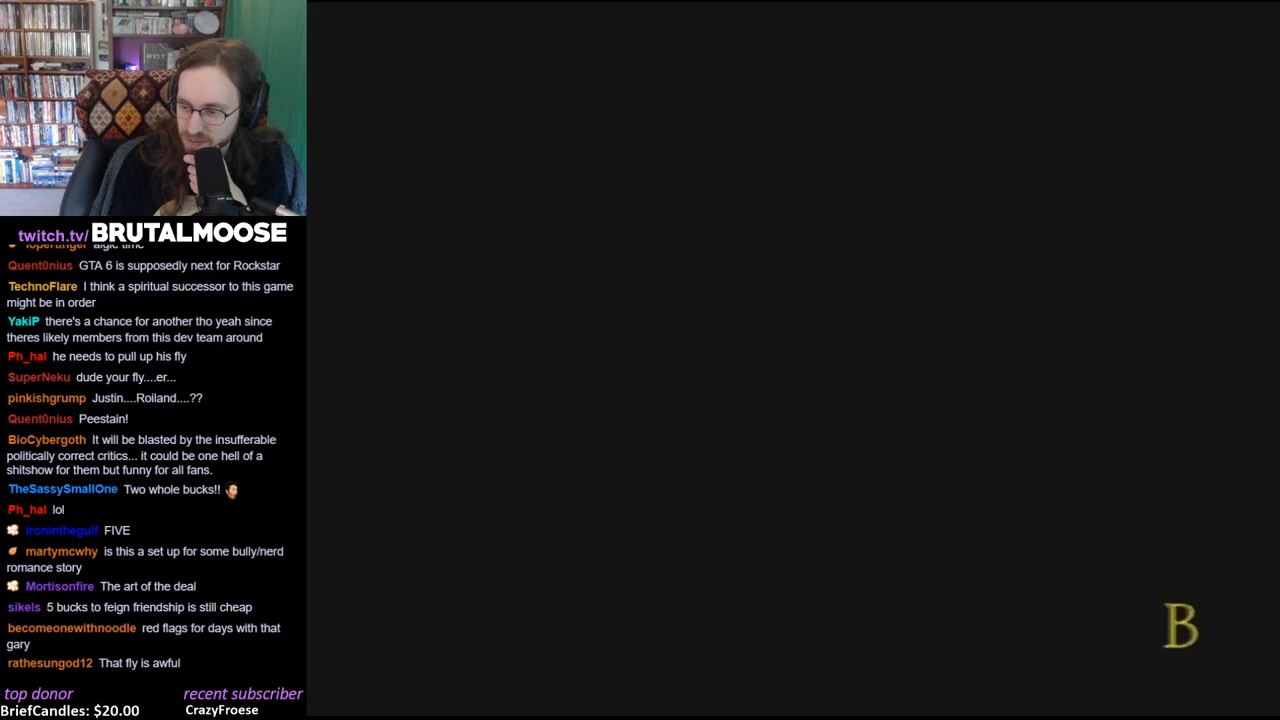 MYST
twitch.tv/BRUTALMOOSE
Quent0nius GTA 6 is supposedly next for Rockstar
TechnoFlare I think a spiritual successor to this game
might be in order
YakiP there's a chance for another tho yeah since
theres likely members from this dev team around
Ph_hal he needs to pull up his fly
SuperNeku dude your fly....er...
pinkishgrump Justin....Roiland....??
Quent0nius Peestain!
BioCybergoth It will be blasted by the insufferable
politically correct critics... it could be one hell of a
shitshow for them but funny for all fans.
TheSassySmallOne Two whole bucks!!
Ph_hal lol
ironinthegulf FIVE
martymcwhy is this a set up for some bully/nerd
romance story
Mortisonfire The art of the deal
sikels 5 bucks to feign friendship is still cheap
becomeonewithnoodle red flags for days with that
gary
rathesungod12 That fly is awful
top donor recent subscriber
BriefCandles: $20.00 CrazyFroese
B